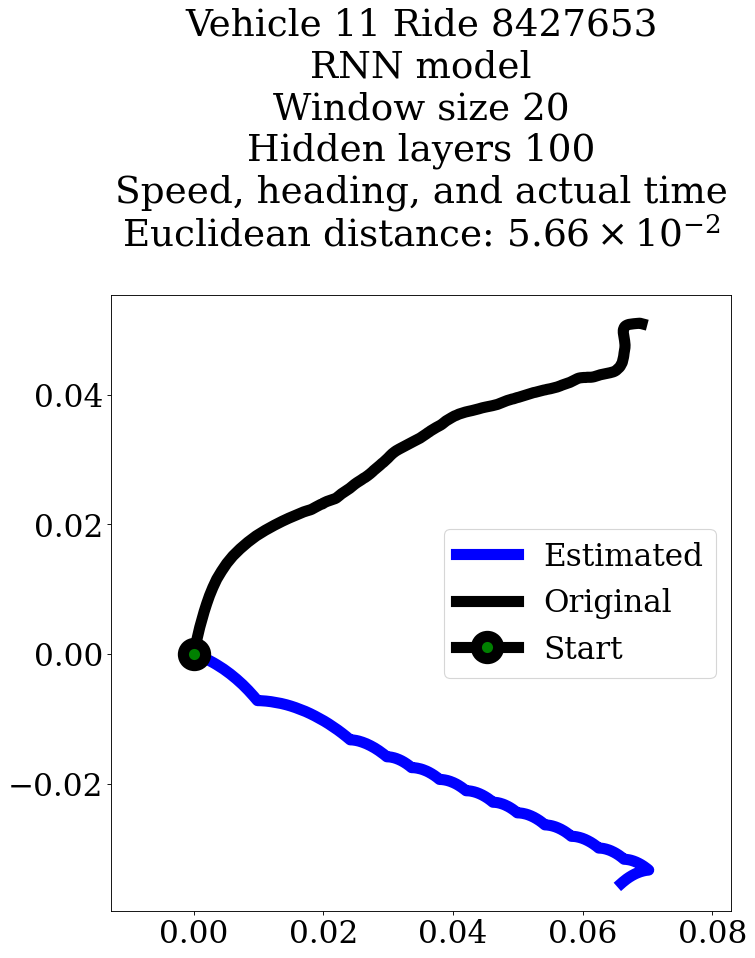 Vehicle 11 Ride 8427653
RNN model
Window size 20
Hidden layers 100
Speed, heading, and actual time
Euclidean distance: 5.66 × 10⁻²
0.04
0.02
0.00
−0.02
Estimated
Original
Start
0.00 0.02 0.04 0.06 0.08